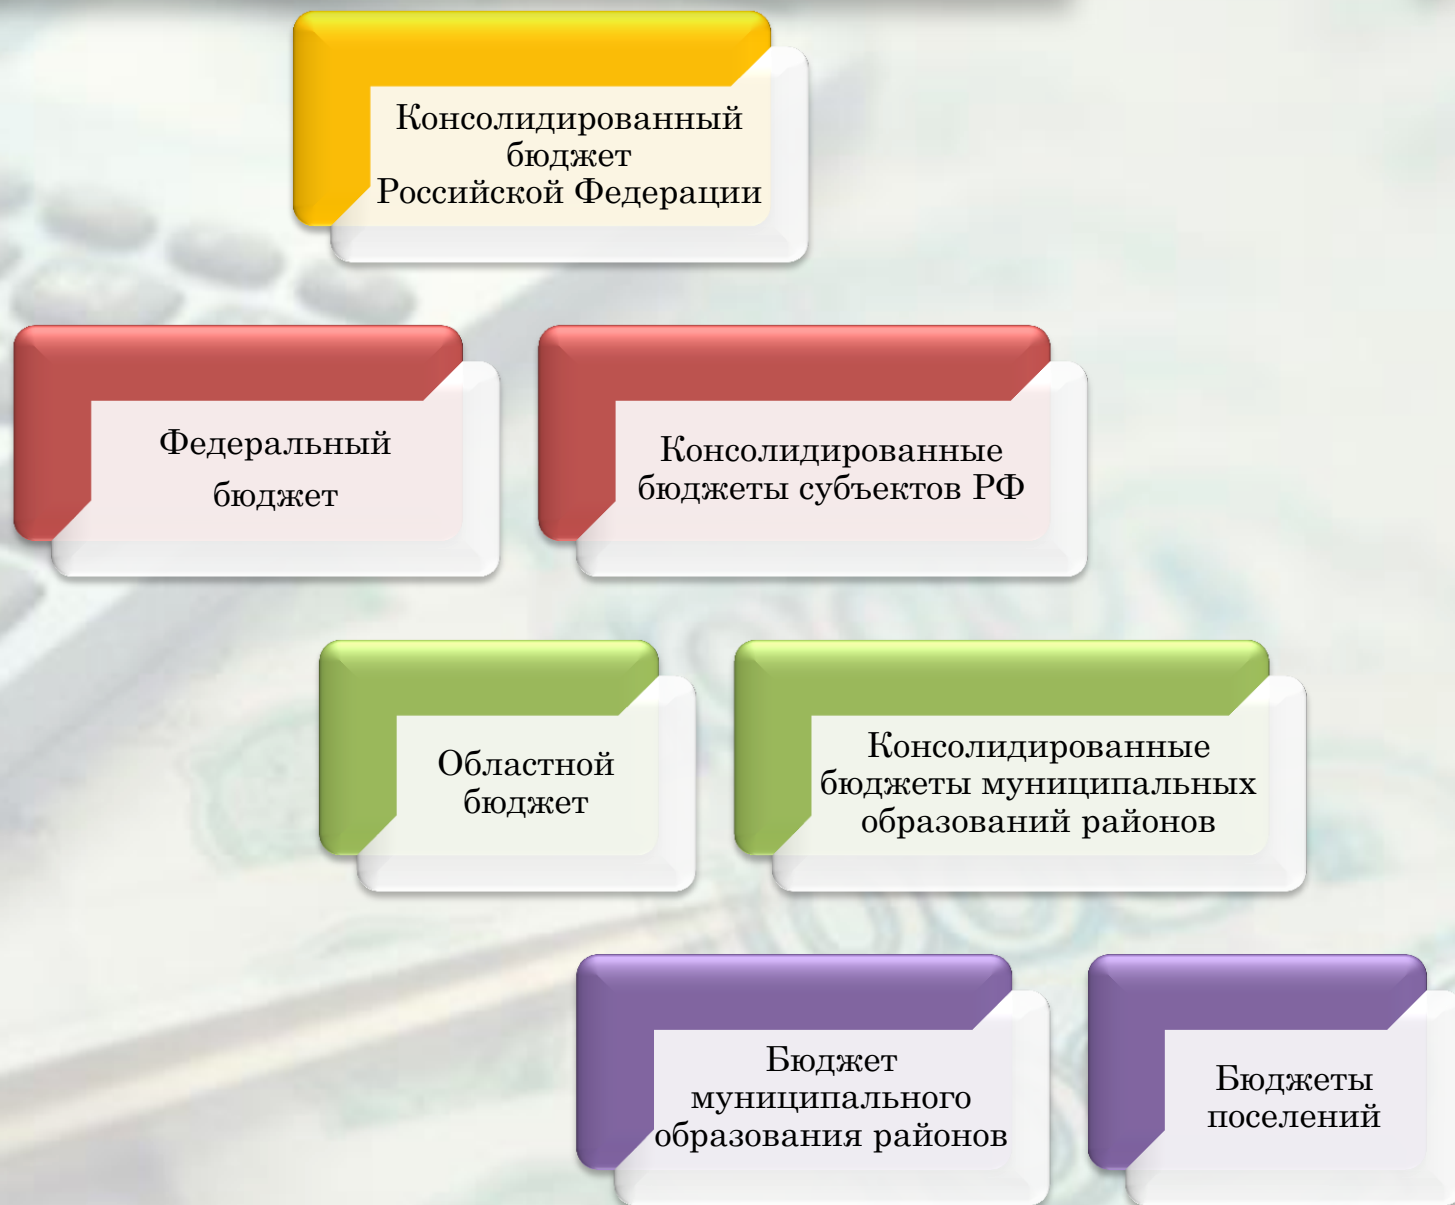 Консолидированный
бюджет
Российской Федерации
Федеральный
бюджет
Консолидированные
бюджеты субъектов РФ
Областной
бюджет
Консолидированные
бюджеты муниципальных
образований районов
Бюджет
муниципального
образования районов
Бюджеты
поселений